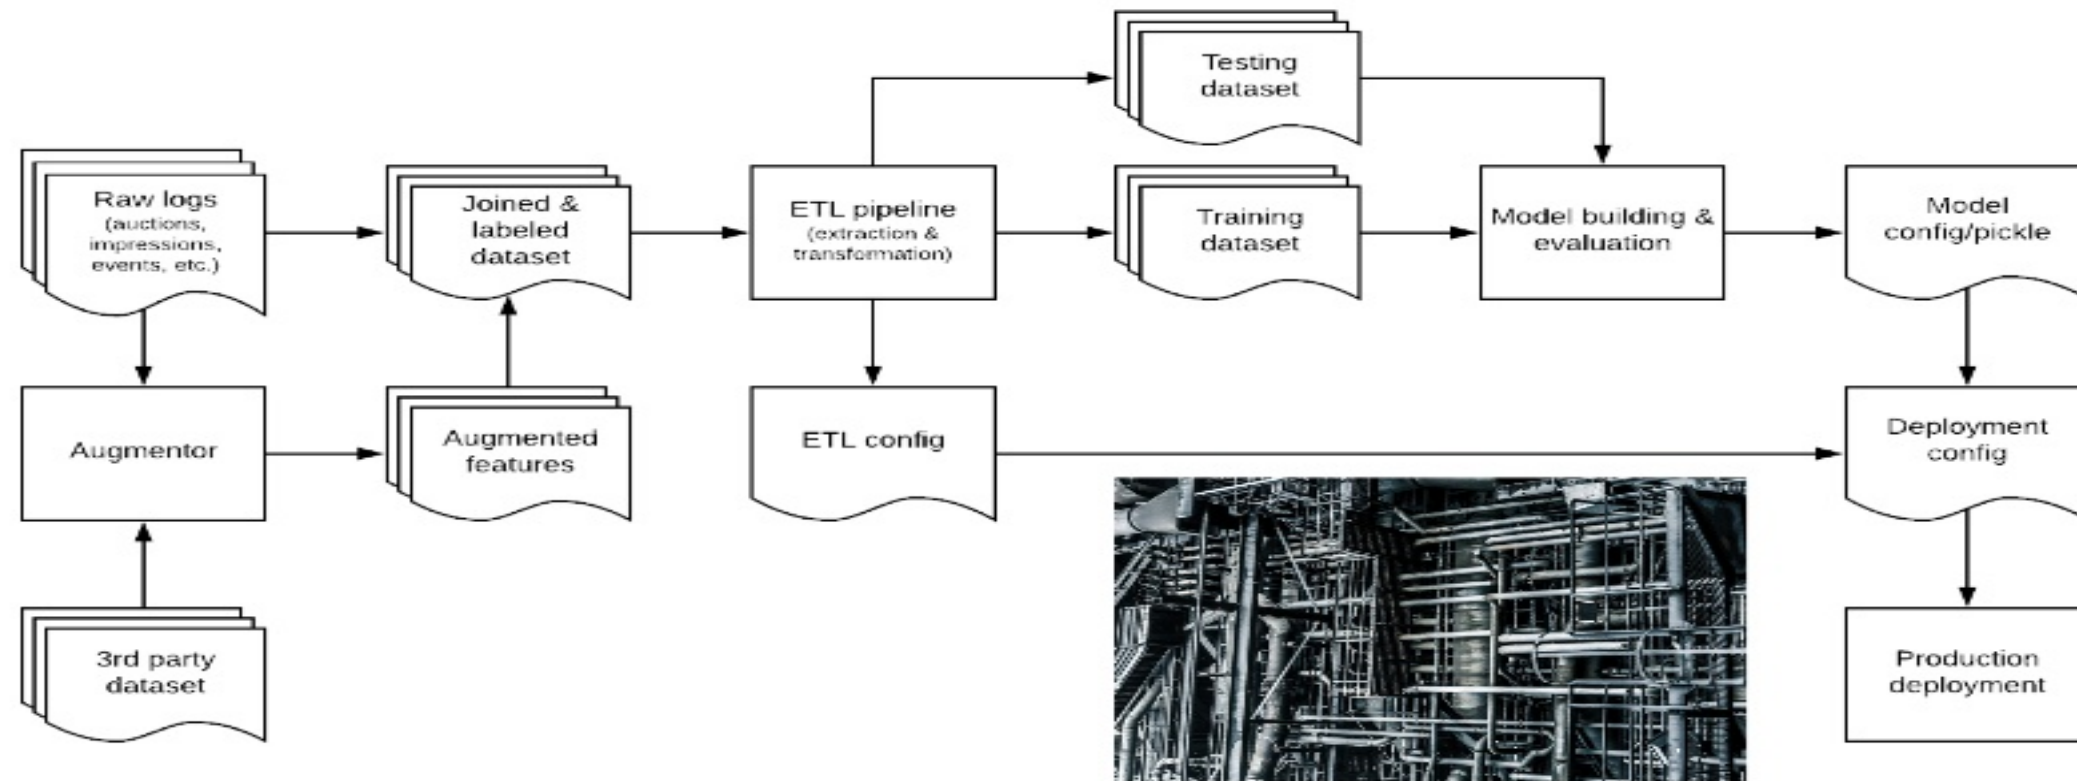 Testing
dataset
Raw logs
(auctions,
impressions,
events, etc.)
Joined &
labeled
dataset
ETL pipeline
(extraction &
transformation)
Training
dataset
Model building &
evaluation
Model
config/pickle
Augmentor
Augmented
features
ETL config
Deployment
config
3rd party
dataset
Production
deployment